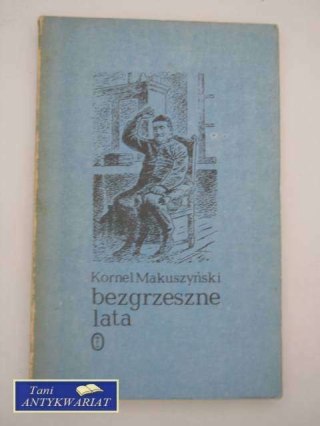 Kornel Makuszyński
bezgrzeszne
lata
Tani
ANTYKWARIAT